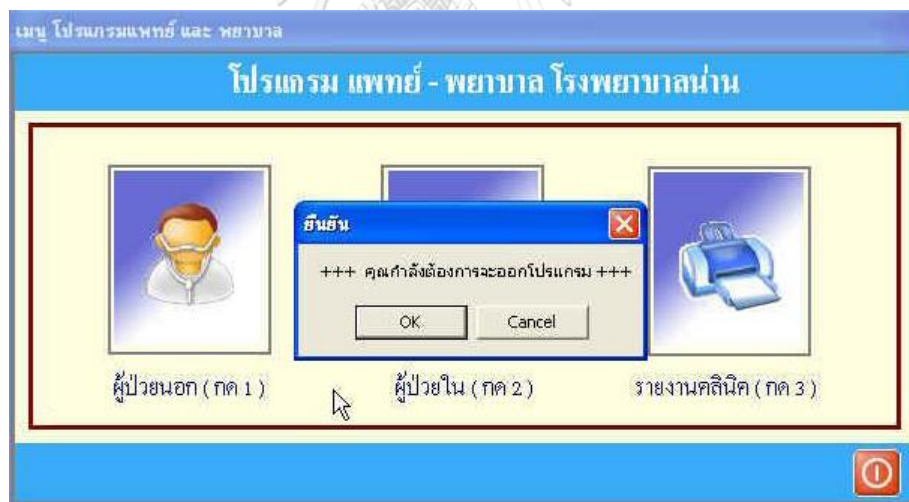 เมนู โปรแกรมแพทย์ และ พยาบาล
โปรแกรม แพทย์ - พยาบาล โรงพยาบาลน่าน
ยืนยัน
+++ คุณกำลังต้องการจะออกโปรแกรม +++
OK Cancel
ผู้ป่วยนอก ( กด 1 ) ผู้ป่วยใน ( กด 2 ) รายงานคลินิค ( กด 3 )